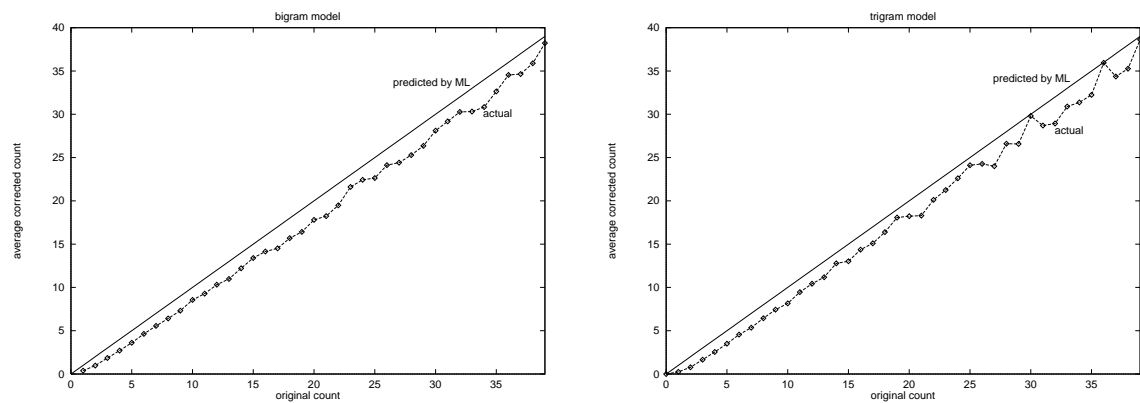 bigram model
40
35
30
25
20
15
10
5
0
average corrected count
predicted by ML
actual
0 5 10 15 20 25 30 35
original count
trigram model
40
35
30
25
20
15
10
5
0
average corrected count
predicted by ML
actual
0 5 10 15 20 25 30 35
original count